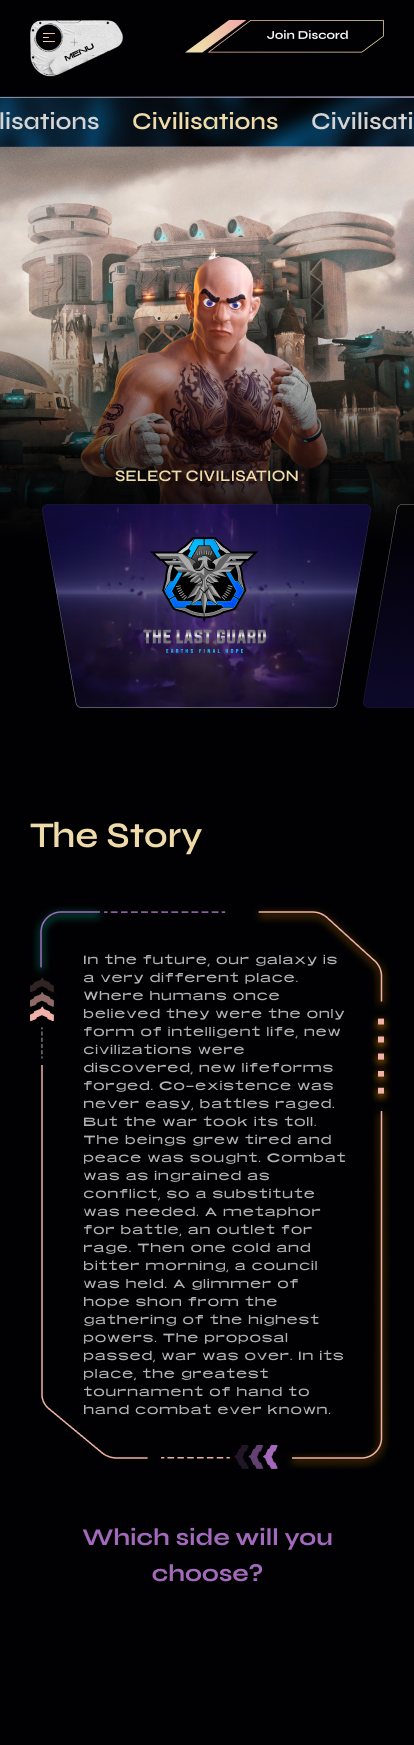 MENU
Join Discord
lisations Civilisations Civilisati
SELECT CIVILISATION
THE LAST GUARD
EARTHS FINAL HOPE
The Story
In the future, our galaxy is
a very different place.
Where humans once
believed they were the only
form of intelligent life, new
civilizations were
discovered, new lifeforms
forged. Co-existence was
never easy, battles raged.
But the war took its toll.
The beings grew tired and
peace was sought. Combat
was as ingrained as
conflict, so a substitute
was needed. A metaphor
for battle, an outlet for
rage. Then one cold and
bitter morning, a council
was held. A glimmer of
hope shon from the
gathering of the highest
powers. The proposal
passed, war was over. In its
place, the greatest
tournament of hand to
hand combat ever known.
Which side will you
choose?